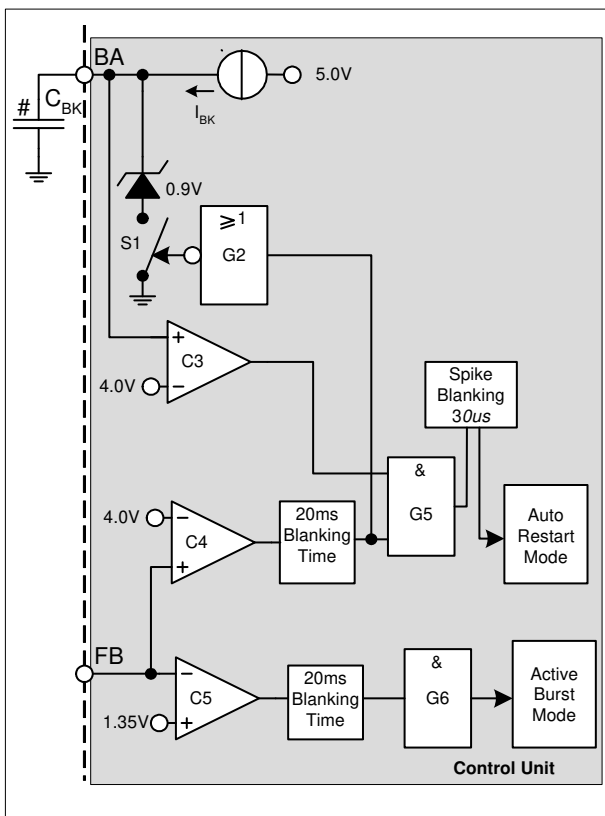 BA
5.0V
# C_BK
I_BK
0.9V
≥1
S1
G2
+
C3
4.0V
−
Spike
Blanking
30us
&
G5
4.0V
−
C4
+
20ms
Blanking
Time
Auto
Restart
Mode
FB
−
C5
1.35V
+
20ms
Blanking
Time
&
G6
Active
Burst
Mode
Control Unit